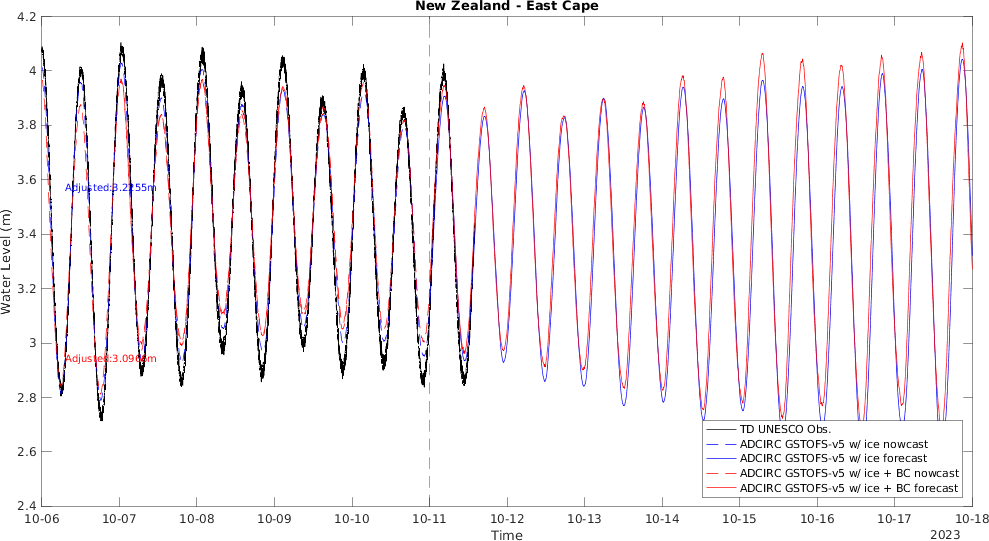 New Zealand - East Cape
4.2
4
3.8
3.6
3.4
3.2
3
2.8
2.6
2.4
Water Level (m)
Adjusted:3.2255m
TD UNESCO Obs.
ADCIRC GSTOFS-v5 w/ ice nowcast
ADCIRC GSTOFS-v5 w/ ice forecast
ADCIRC GSTOFS-v5 w/ ice + BC nowcast
ADCIRC GSTOFS-v5 w/ ice + BC forecast
10-06 10-07 10-08 10-09 10-10 10-11 10-12 10-13 10-14 10-15 10-16 10-17 10-18
Time
2023